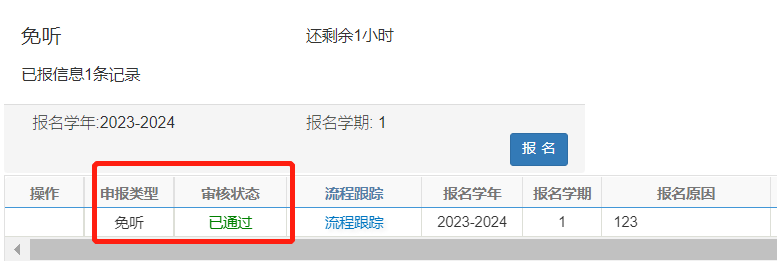 免听 还剩余1小时
已报信息1条记录
报名学年:2023-2024 报名学期: 1
报 名
操作 申报类型 审核状态 流程跟踪 报名学年 报名学期 报名原因
免听 已通过 流程跟踪 2023-2024 1 123